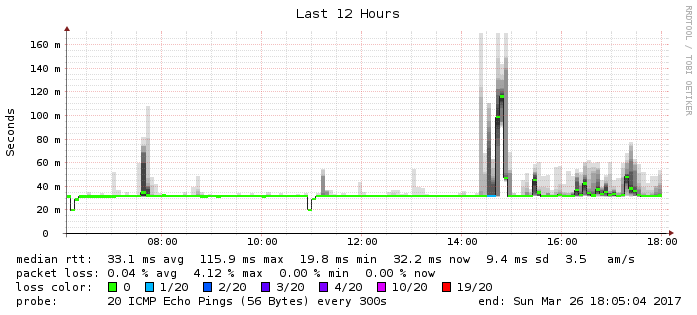 Last 12 Hours
RRDTOOL / TOBI OETIKER
Seconds
160 m
140 m
120 m
100 m
80 m
60 m
40 m
20 m
0
08:00 10:00 12:00 14:00 16:00 18:00
median rtt: 33.1 ms avg 115.9 ms max 19.8 ms min 32.2 ms now 9.4 ms sd 3.5 am/s
packet loss: 0.04 % avg 4.12 % max 0.00 % min 0.00 % now
loss color: 0 1/20 2/20 3/20 4/20 10/20 19/20
probe: 20 ICMP Echo Pings (56 Bytes) every 300s end: Sun Mar 26 18:05:04 2017